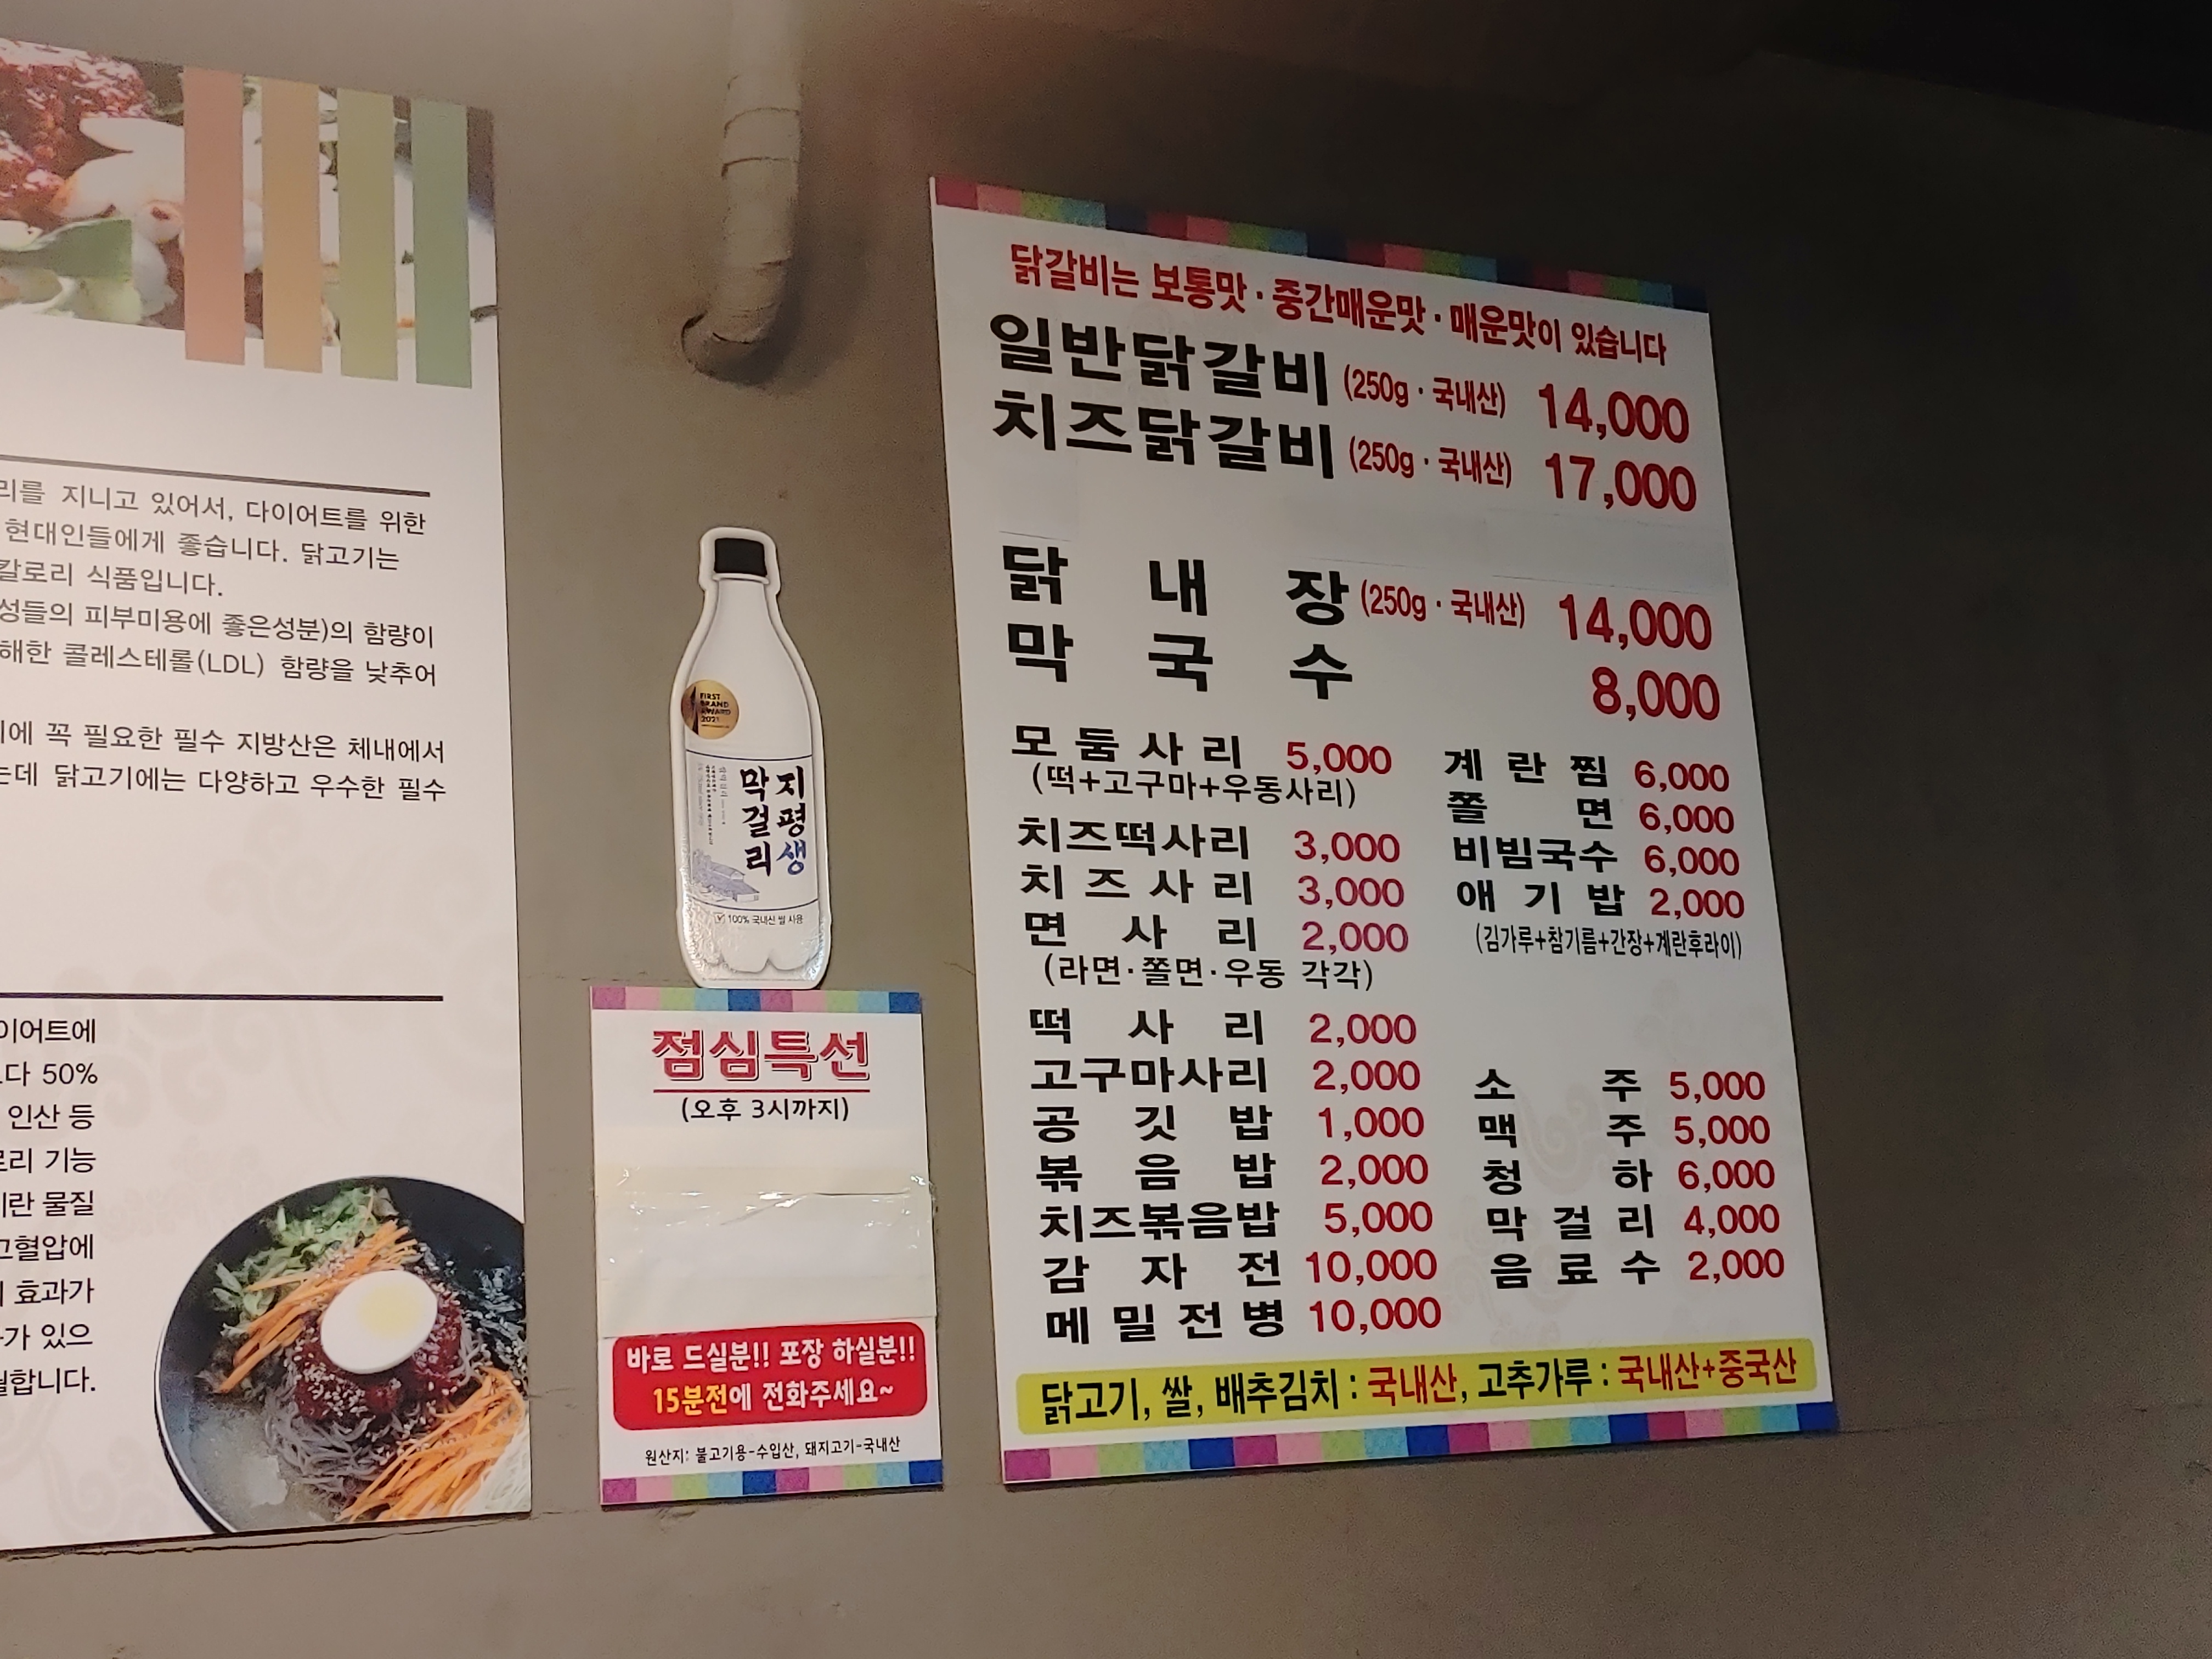 리를 지니고 있어서, 다이어트를 위한
현대인들에게 좋습니다. 닭고기는
칼로리 식품입니다.
성들의 피부미용에 좋은성분)의 함량이
해한 콜레스테롤(LDL) 함량을 낮추어
에 꼭 필요한 필수 지방산은 체내에서
는데 닭고기에는 다양하고 우수한 필수
이어트에
다 50%
인산 등
로리 기능
란 물질
고혈압에
효과가
가 있으
합니다.
FIRST
BRAND
AWARD
2021
지평생
막걸리
100% 국내산 쌀 사용
점심특선
(오후 3시까지)
바로 드실분!! 포장 하실분!!
15분전에 전화주세요~
원산지: 불고기용-수입산, 돼지고기-국내산
닭갈비는 보통맛 · 중간매운맛 · 매운맛이 있습니다
일반닭갈비 (250g · 국내산) 14,000
치즈닭갈비 (250g · 국내산) 17,000
닭 내 장 (250g · 국내산) 14,000
막 국 수 8,000
모 둠 사 리 5,000
(떡+고구마+우동사리)
치즈떡사리 3,000
치 즈 사 리 3,000
면 사 리 2,000
(라면·쫄면·우동 각각)
떡 사 리 2,000
고구마사리 2,000
공 깃 밥 1,000
볶 음 밥 2,000
치즈볶음밥 5,000
감 자 전 10,000
메 밀 전 병 10,000
계 란 찜 6,000
쫄 면 6,000
비빔국수 6,000
애 기 밥 2,000
(김가루+참기름+간장+계란후라이)
소 주 5,000
맥 주 5,000
청 하 6,000
막 걸 리 4,000
음 료 수 2,000
닭고기, 쌀, 배추김치 : 국내산, 고추가루 : 국내산+중국산